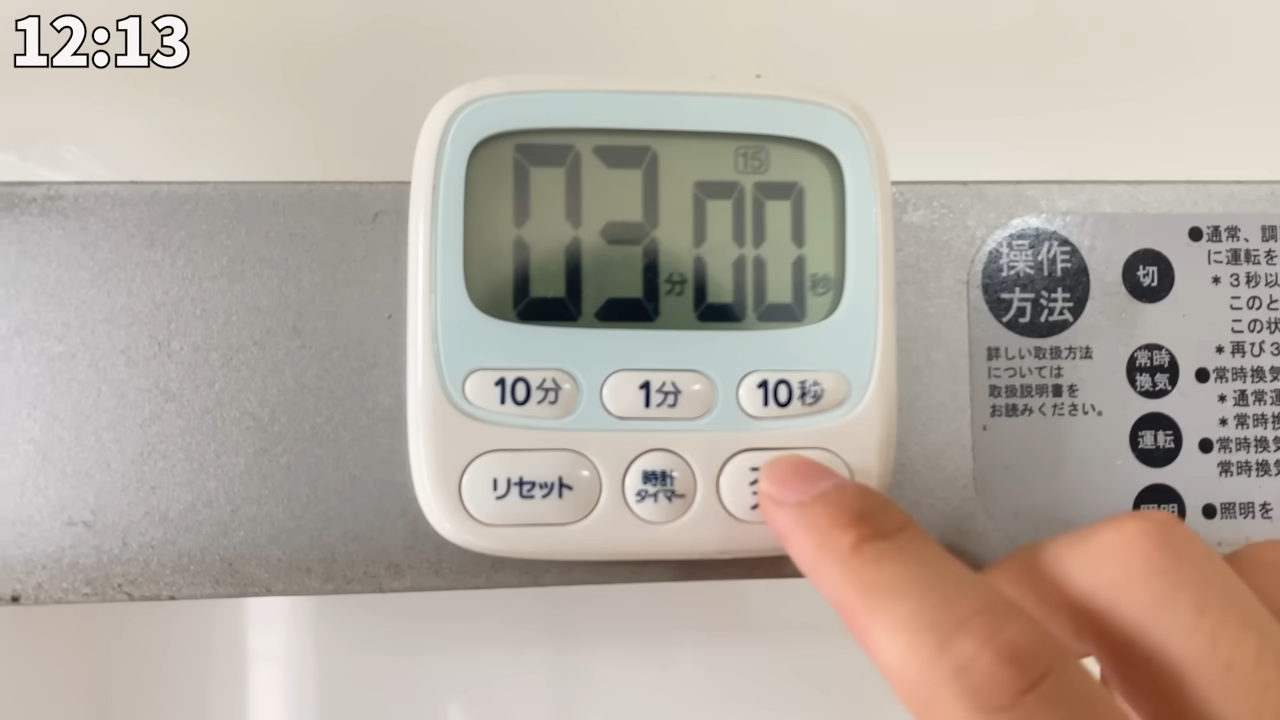 12:13
15
03分00秒
10分
1分
10秒
リセット
時計
タイマー
操作
方法
詳しい取扱方法
については
取扱説明書を
お読みください。
切
常時
換気
運転
照明
●通常、調
に運転を
＊3秒以
このと
この状
＊再び3
●常時換気
＊通常運
＊常時換
●常時換気
常時換気
●照明を